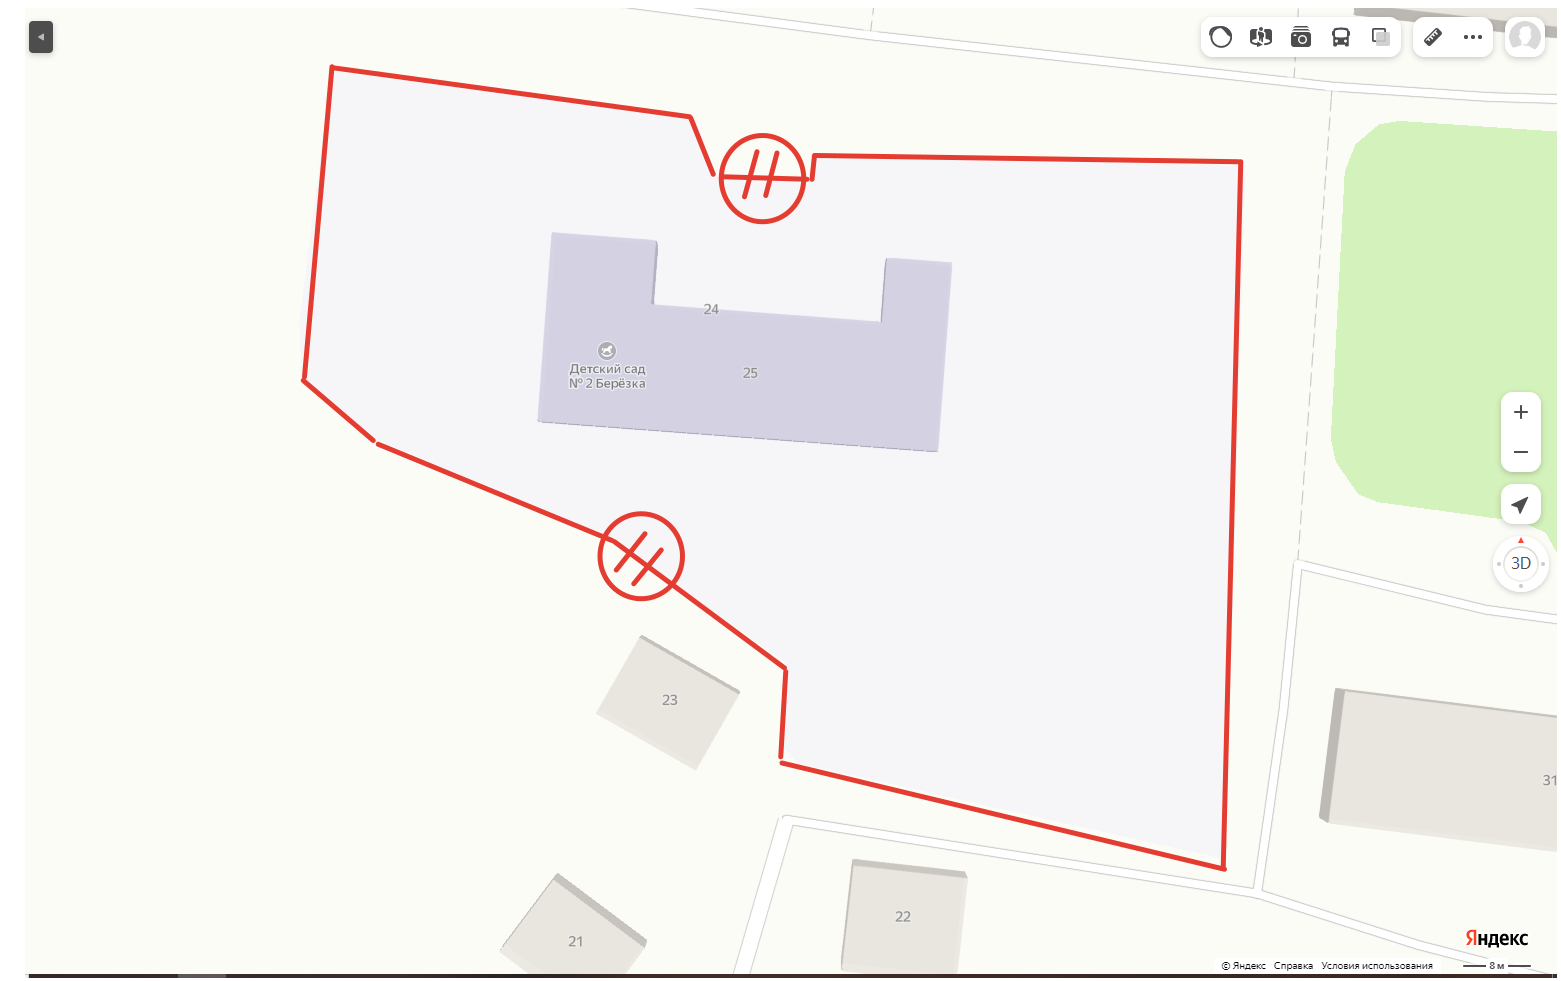 24
Детский сад
№ 2 Берёзка
25
3D
23
31
22
21
Яндекс
© Яндекс Справка Условия использования 8 м